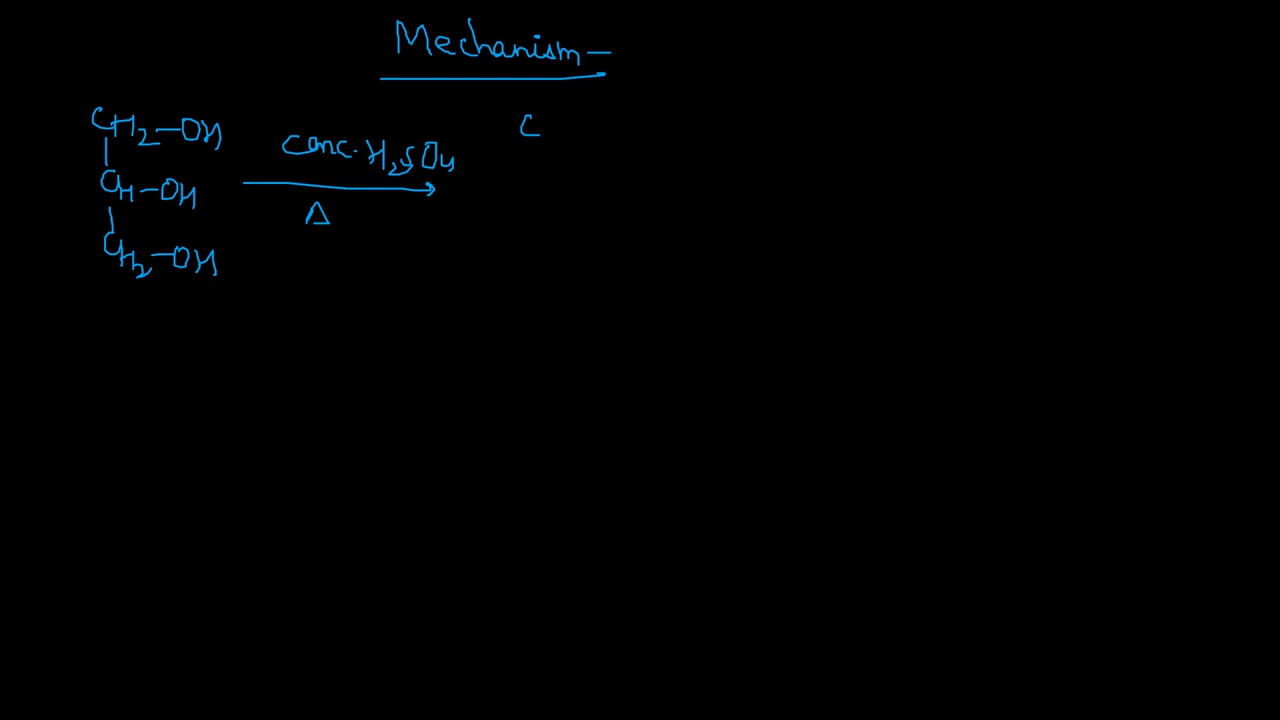 Mechanism—
CH2—OH
CH—OH
CH2—OH
conc. H2SO4
Δ
C